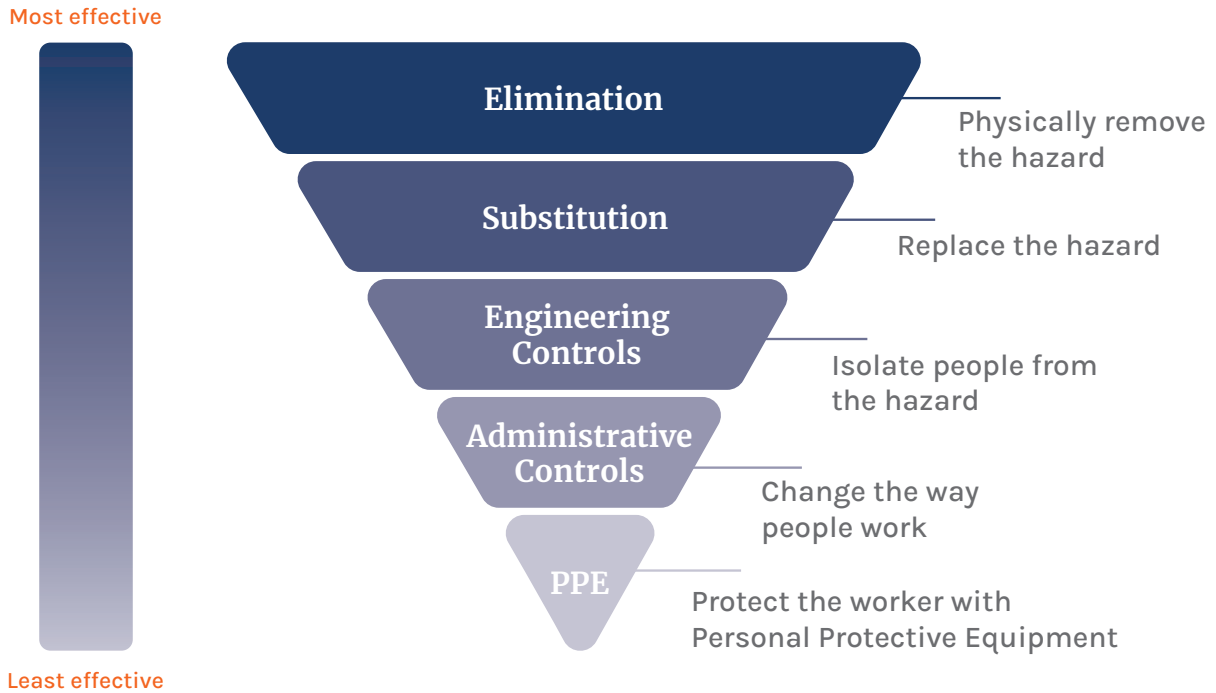 Most effective
Elimination
Physically remove
the hazard
Substitution
Replace the hazard
Engineering
Controls
Isolate people from
the hazard
Administrative
Controls
Change the way
people work
PPE
Protect the worker with
Personal Protective Equipment
Least effective